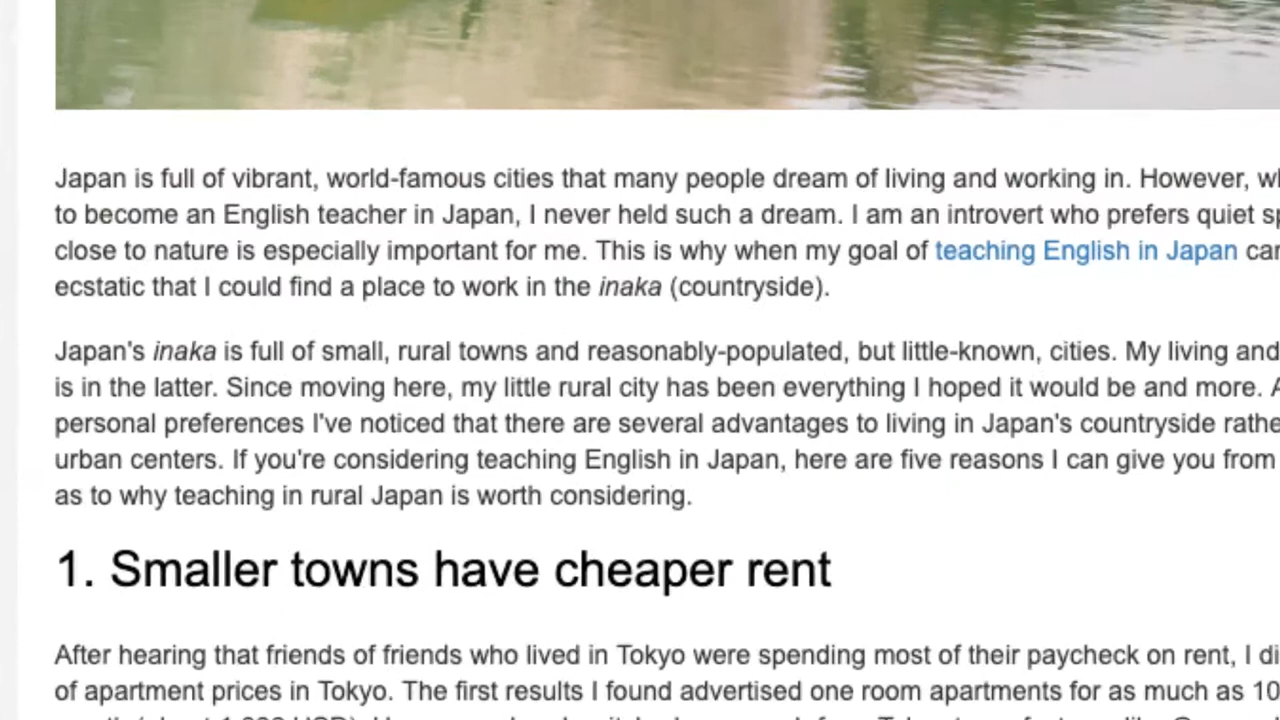 Japan is full of vibrant, world-famous cities that many people dream of living and working in. However,
to become an English teacher in Japan, I never held such a dream. I am an introvert who prefers quiet
close to nature is especially important for me. This is why when my goal of teaching English in Japan
ecstatic that I could find a place to work in the inaka (countryside).
Japan's inaka is full of small, rural towns and reasonably-populated, but little-known, cities. My living and
is in the latter. Since moving here, my little rural city has been everything I hoped it would be and more.
personal preferences I've noticed that there are several advantages to living in Japan's countryside
urban centers. If you're considering teaching English in Japan, here are five reasons I can give you from
as to why teaching in rural Japan is worth considering.
1. Smaller towns have cheaper rent
After hearing that friends of friends who lived in Tokyo were spending most of their paycheck on rent, I
of apartment prices in Tokyo. The first results I found advertised one room apartments for as much as